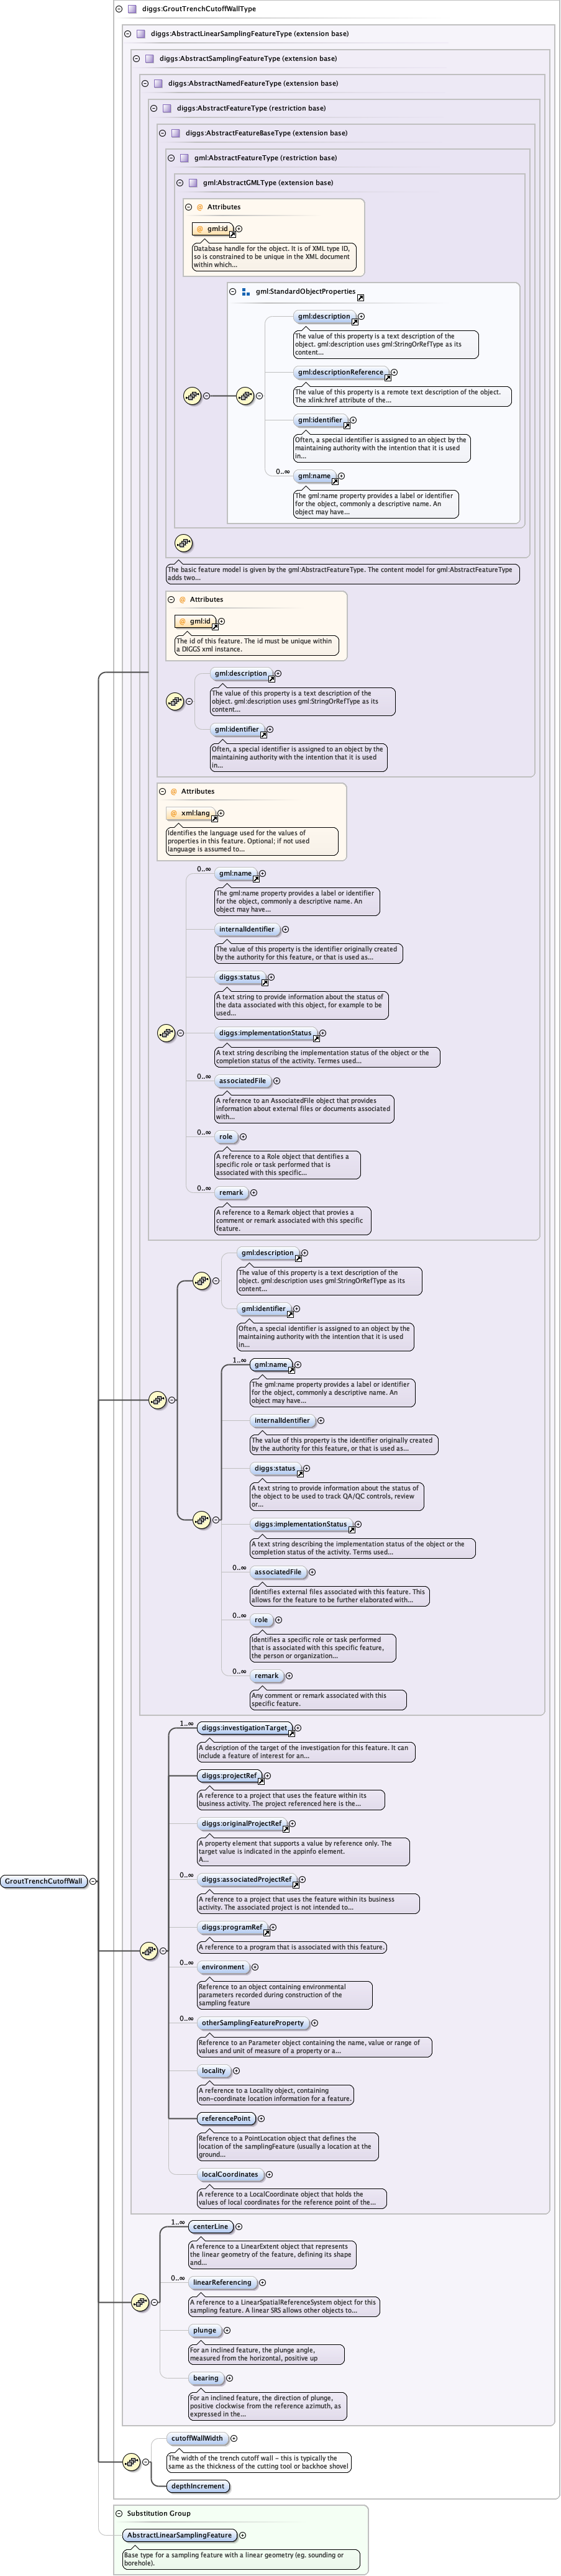 diggs:GroutTrenchCutoffWallType
diggs:AbstractLinearSamplingFeatureType (extension base)
diggs:AbstractSamplingFeatureType (extension base)
diggs:AbstractNamedFeatureType (extension base)
diggs:AbstractFeatureType (restriction base)
diggs:AbstractFeatureBaseType (extension base)
gml:AbstractFeatureType (restriction base)
gml:AbstractGMLType (extension base)
@ Attributes
gml:id
Database handle for the object. It is of XML type ID,
so is constrained to be unique in the XML document
within which...
gml:StandardObjectProperties
gml:description
The value of this property is a text description of the
object. gml:description uses gml:StringOrRefType as its
content...
gml:descriptionReference
The value of this property is a remote text description of the object.
The xlink:href attribute of the...
gml:identifier
Often, a special identifier is assigned to an object by the
maintaining authority with the intention that it is used
in...
0..∞
gml:name
The gml:name property provides a label or identifier
for the object, commonly a descriptive name. An
object may have...
The basic feature model is given by the gml:AbstractFeatureType. The content model for gml:AbstractFeatureType
adds two...
@ Attributes
gml:id
The id of this feature. The id must be unique within
a DIGGS xml instance.
gml:description
The value of this property is a text description of the
object. gml:description uses gml:StringOrRefType as its
content...
gml:identifier
Often, a special identifier is assigned to an object by the
maintaining authority with the intention that it is used
in...
@ Attributes
xml:lang
Identifies the language used for the values of
properties in this feature. Optional; if not used
language is assumed to...
0..∞
gml:name
The gml:name property provides a label or identifier
for the object, commonly a descriptive name. An
object may have...
internalIdentifier
The value of this property is the identifier originally created
by the authority for this feature, or that is used as...
diggs:status
A text string to provide information about the status of
the data associated with this object, for example to be
used...
diggs:implementationStatus
A text string describing the implementation status of the object or the
completion status of the activity. Termes used...
0..∞
associatedFile
A reference to an AssociatedFile object that provides
information about external files or documents associated
with...
0..∞
role
A reference to a Role object that dentifies a
specific role or task performed that is
associated with this specific...
0..∞
remark
A reference to a Remark object that provies a
comment or remark associated with this specific
feature.
gml:description
The value of this property is a text description of the
object. gml:description uses gml:StringOrRefType as its
content...
gml:identifier
Often, a special identifier is assigned to an object by the
maintaining authority with the intention that it is used
in...
1..∞
gml:name
The gml:name property provides a label or identifier
for the object, commonly a descriptive name. An
object may have...
internalIdentifier
The value of this property is the identifier originally created
by the authority for this feature, or that is used as...
diggs:status
A text string to provide information about the status of
the object to be used to track QA/QC controls, review
or...
diggs:implementationStatus
A text string describing the implementation status of the object or the
completion status of the activity. Terms used...
0..∞
associatedFile
Identifies external files associated with this feature. This
allows for the feature to be further elaborated with...
0..∞
role
Identifies a specific role or task performed
that is associated with this specific feature,
the person or organization...
0..∞
remark
Any comment or remark associated with this
specific feature.
1..∞
diggs:investigationTarget
A description of the target of the investigation for this feature. It can
include a feature of interest for an...
diggs:projectRef
A reference to a project that uses the feature within its
business activity. The project referenced here is the...
diggs:originalProjectRef
A property element that supports a value by reference only. The
target value is indicated in the appinfo element.
A...
0..∞
diggs:associatedProjectRef
A reference to a project that uses the feature within its business
activity. The associated project is not intended to...
GroutTrenchCutoffWall
diggs:programRef
A reference to a program that is associated with this feature.
0..∞
environment
Reference to an object containing environmental
parameters recorded during construction of the
sampling feature
0..∞
otherSamplingFeatureProperty
Reference to an Parameter object containing the name, value or range of
values and unit of measure of a property or a...
locality
A reference to a Locality object, containing
non-coordinate location information for a feature.
referencePoint
Reference to a PointLocation object that defines the
location of the samplingFeature (usually a location at the
ground...
localCoordinates
A reference to a LocalCoordinate object that holds the
values of local coordinates for the reference point of the...
1..∞
centerLine
A reference to a LinearExtent object that represents
the linear geometry of the feature, defining its shape
and...
0..∞
linearReferencing
A reference to a LinearSpatialReferenceSystem object for this
sampling feature. A linear SRS allows other objects to...
plunge
For an inclined feature, the plunge angle,
measured from the horizontal, positive up
bearing
For an inclined feature, the direction of plunge,
positive clockwise from the reference azimuth, as
expressed in the...
cutoffWallWidth
The width of the trench cutoff wall - this is typically the
same as the thickness of the cutting tool or backhoe shovel
depthIncrement
Substitution Group
AbstractLinearSamplingFeature
Base type for a sampling feature with a linear geometry (eg. sounding or
borehole).